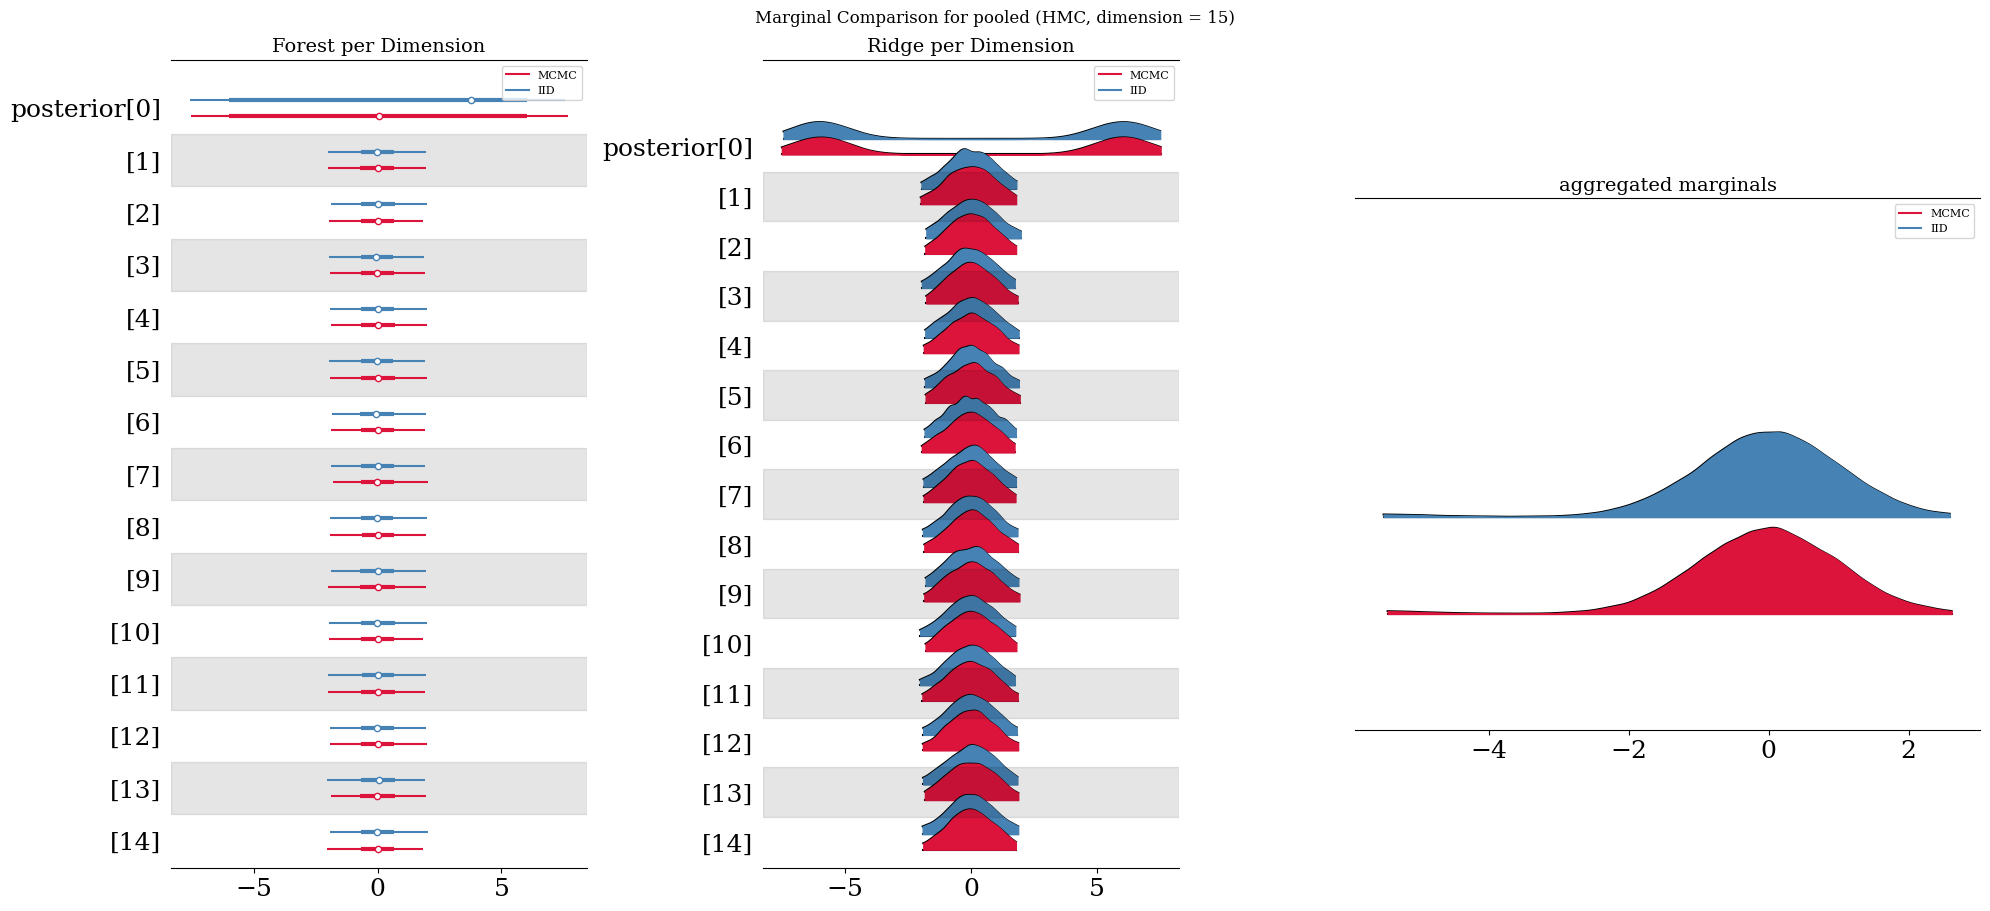 Marginal Comparison for pooled (HMC, dimension = 15)
Forest per Dimension
MCMC
IID
posterior[0]
[1]
[2]
[3]
[4]
[5]
[6]
[7]
[8]
[9]
[10]
[11]
[12]
[13]
[14]
−5 0 5
Ridge per Dimension
MCMC
IID
posterior[0]
[1]
[2]
[3]
[4]
[5]
[6]
[7]
[8]
[9]
[10]
[11]
[12]
[13]
[14]
−5 0 5
aggregated marginals
MCMC
IID
−4 −2 0 2